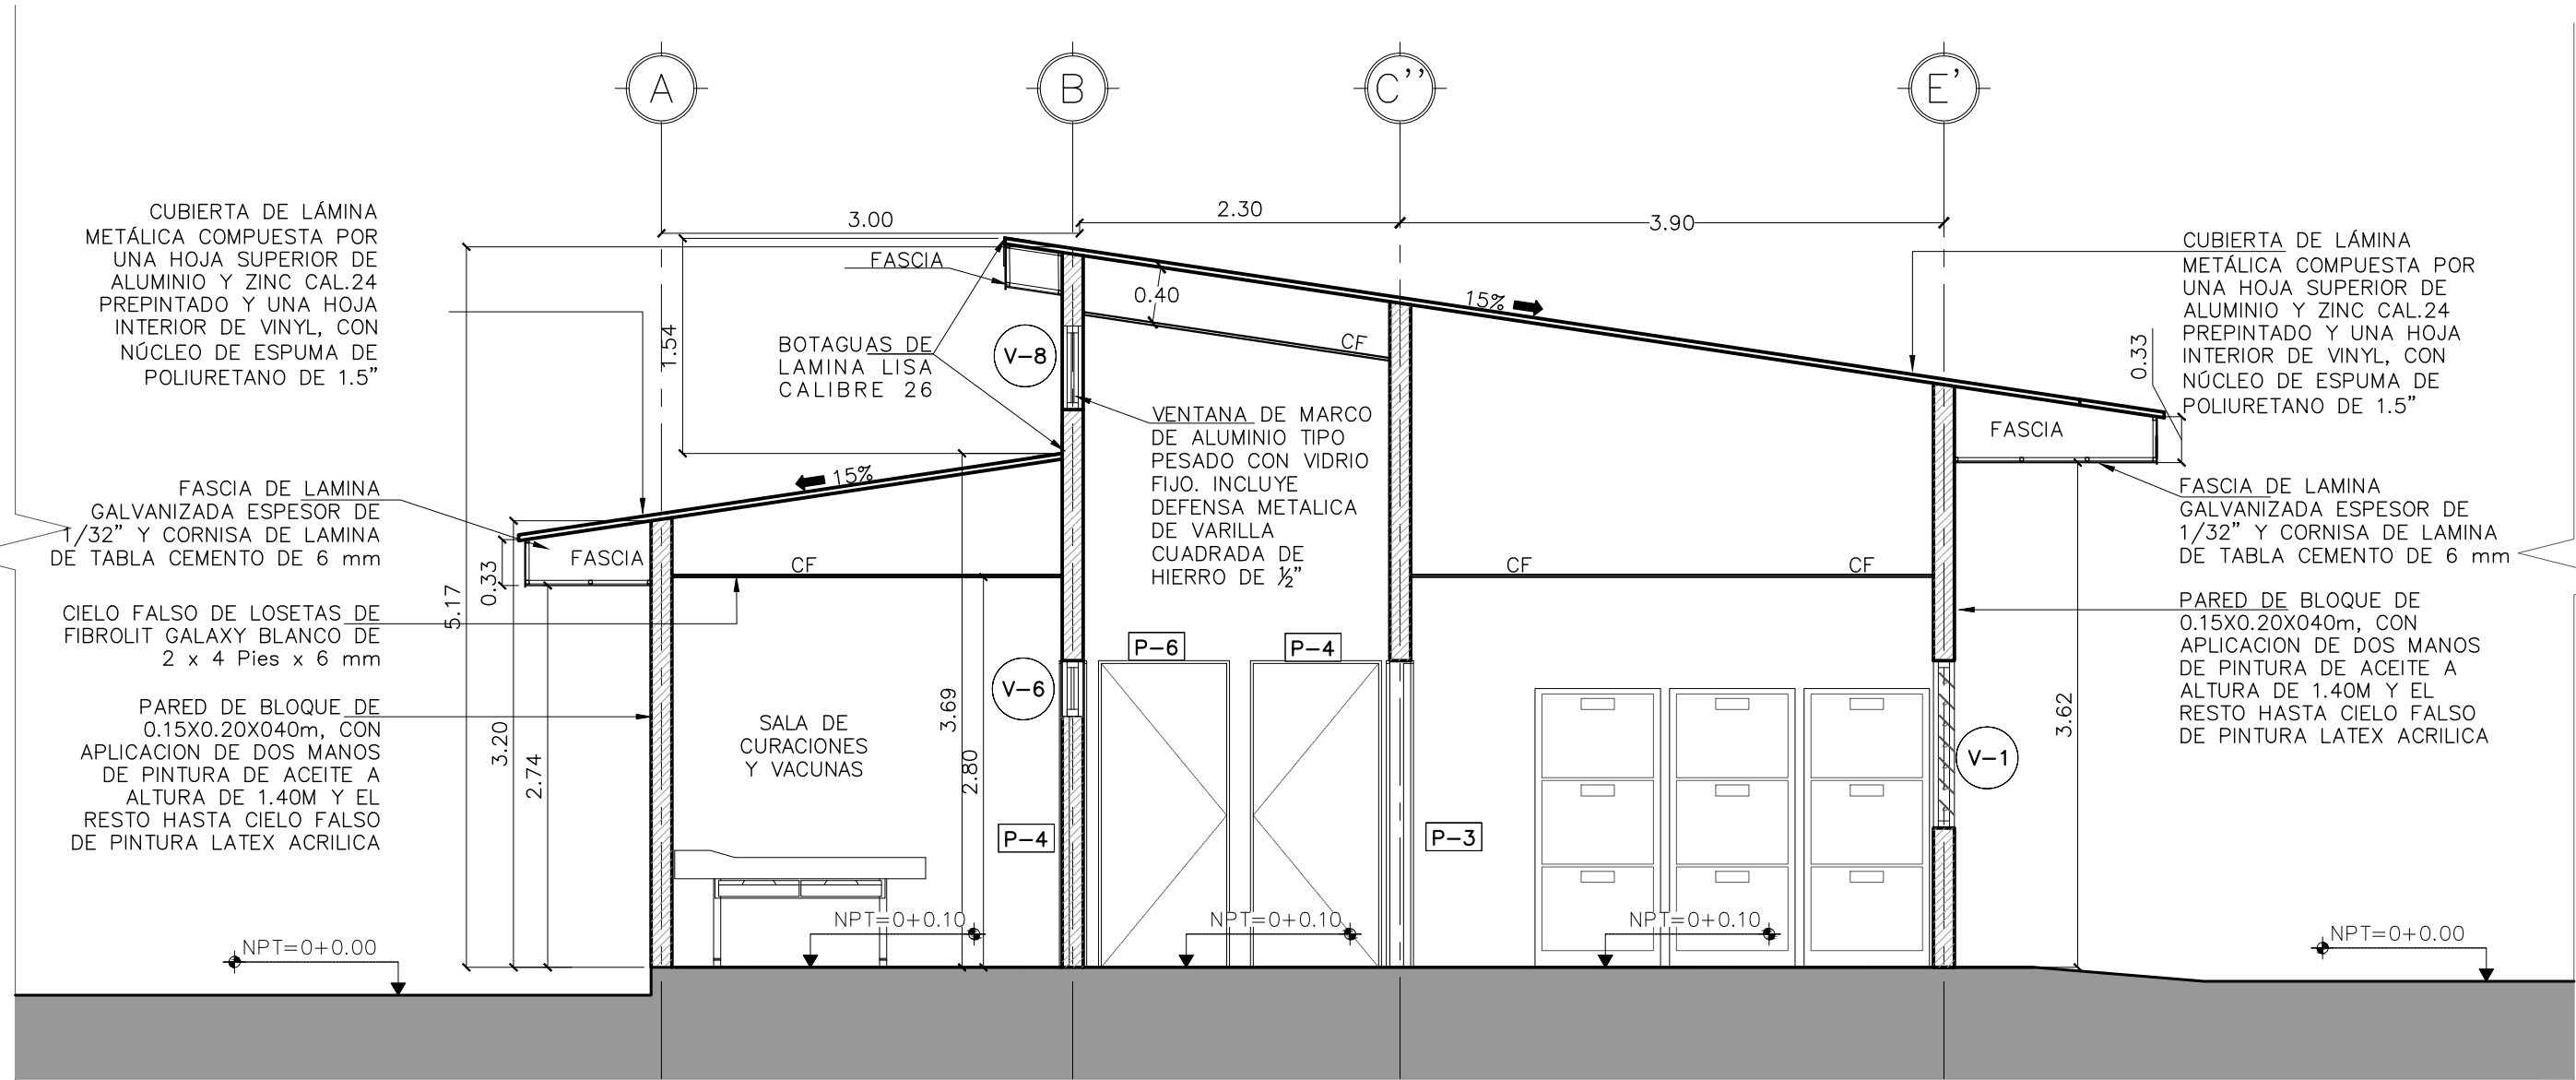 A
B
C''
E'
3.00
2.30
3.90
CUBIERTA DE LÁMINA
METÁLICA COMPUESTA POR
UNA HOJA SUPERIOR DE
ALUMINIO Y ZINC CAL.24
PREPINTADO Y UNA HOJA
INTERIOR DE VINYL, CON
NÚCLEO DE ESPUMA DE
POLIURETANO DE 1.5”
FASCIA DE LAMINA
GALVANIZADA ESPESOR DE
1/32” Y CORNISA DE LAMINA
DE TABLA CEMENTO DE 6 mm
CIELO FALSO DE LOSETAS DE
FIBROLIT GALAXY BLANCO DE
2 x 4 Pies x 6 mm
PARED DE BLOQUE DE
0.15X0.20X040m, CON
APLICACION DE DOS MANOS
DE PINTURA DE ACEITE A
ALTURA DE 1.40M Y EL
RESTO HASTA CIELO FALSO
DE PINTURA LATEX ACRILICA
NPT=0+0.00
5.17
0.33
3.20
2.74
FASCIA
1.54
FASCIA
BOTAGUAS DE
LAMINA LISA
CALIBRE 26
15%
CF
V-8
V-6
P-4
3.69
2.80
SALA DE
CURACIONES
Y VACUNAS
NPT=0+0.10
0.40
CF
15%
VENTANA DE MARCO
DE ALUMINIO TIPO
PESADO CON VIDRIO
FIJO. INCLUYE
DEFENSA METALICA
DE VARILLA
CUADRADA DE
HIERRO DE ½”
P-6
P-4
NPT=0+0.10
P-3
CF
CF
NPT=0+0.10
V-1
FASCIA
0.33
3.62
CUBIERTA DE LÁMINA
METÁLICA COMPUESTA POR
UNA HOJA SUPERIOR DE
ALUMINIO Y ZINC CAL.24
PREPINTADO Y UNA HOJA
INTERIOR DE VINYL, CON
NÚCLEO DE ESPUMA DE
POLIURETANO DE 1.5”
FASCIA DE LAMINA
GALVANIZADA ESPESOR DE
1/32” Y CORNISA DE LAMINA
DE TABLA CEMENTO DE 6 mm
PARED DE BLOQUE DE
0.15X0.20X040m, CON
APLICACION DE DOS MANOS
DE PINTURA DE ACEITE A
ALTURA DE 1.40M Y EL
RESTO HASTA CIELO FALSO
DE PINTURA LATEX ACRILICA
NPT=0+0.00